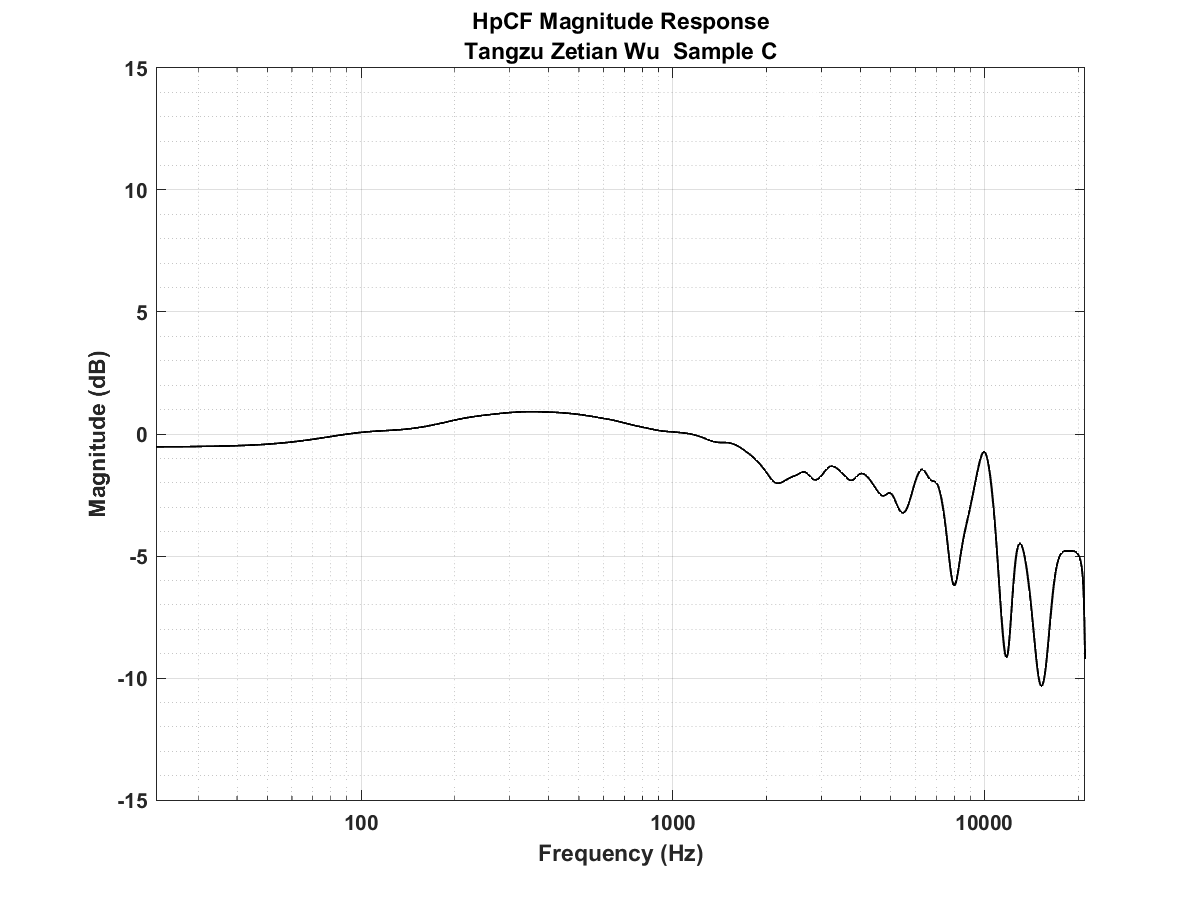 HpCF Magnitude Response
Tangzu Zetian Wu  Sample C
15
10
5
0
-5
-10
-15
Magnitude (dB)
100 1000 10000
Frequency (Hz)